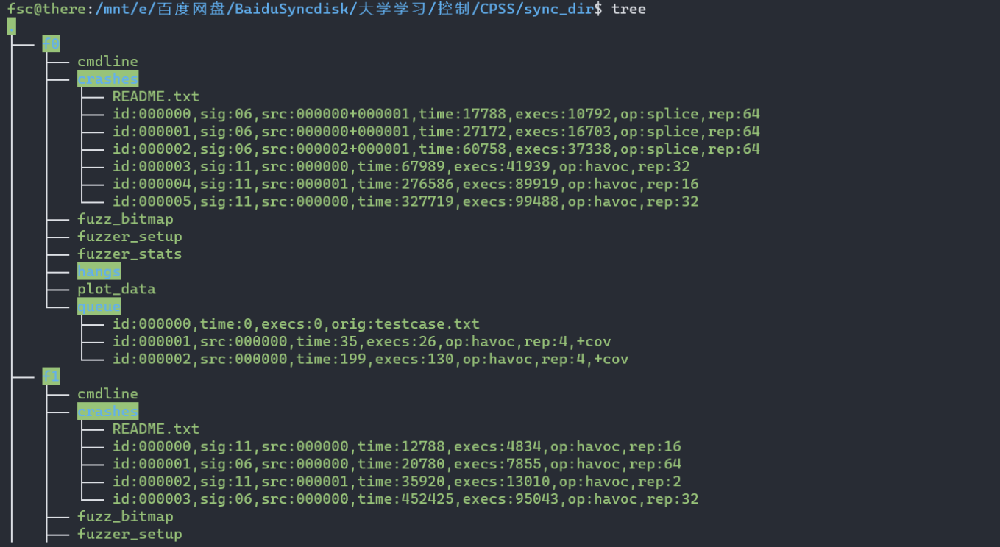 fsc@there:/mnt/e/百度网盘/BaiduSyncdisk/大学学习/控制/CPSS/sync_dir$ tree
.
├── f0
│   ├── cmdline
│   ├── crashes
│   │   ├── README.txt
│   │   ├── id:000000,sig:06,src:000000+000001,time:17788,execs:10792,op:splice,rep:64
│   │   ├── id:000001,sig:06,src:000000+000001,time:27172,execs:16703,op:splice,rep:64
│   │   ├── id:000002,sig:06,src:000002+000001,time:60758,execs:37338,op:splice,rep:64
│   │   ├── id:000003,sig:11,src:000000,time:67989,execs:41939,op:havoc,rep:32
│   │   ├── id:000004,sig:11,src:000001,time:276586,execs:89919,op:havoc,rep:16
│   │   └── id:000005,sig:11,src:000000,time:327719,execs:99488,op:havoc,rep:32
│   ├── fuzz_bitmap
│   ├── fuzzer_setup
│   ├── fuzzer_stats
│   ├── hangs
│   ├── plot_data
│   └── queue
│       ├── id:000000,time:0,execs:0,orig:testcase.txt
│       ├── id:000001,src:000000,time:35,execs:26,op:havoc,rep:4,+cov
│       └── id:000002,src:000000,time:199,execs:130,op:havoc,rep:4,+cov
├── f1
│   ├── cmdline
│   ├── crashes
│   │   ├── README.txt
│   │   ├── id:000000,sig:11,src:000000,time:12788,execs:4834,op:havoc,rep:16
│   │   ├── id:000001,sig:06,src:000000,time:20780,execs:7855,op:havoc,rep:64
│   │   ├── id:000002,sig:11,src:000001,time:35920,execs:13010,op:havoc,rep:2
│   │   └── id:000003,sig:06,src:000000,time:452425,execs:95043,op:havoc,rep:32
│   ├── fuzz_bitmap
│   ├── fuzzer_setup